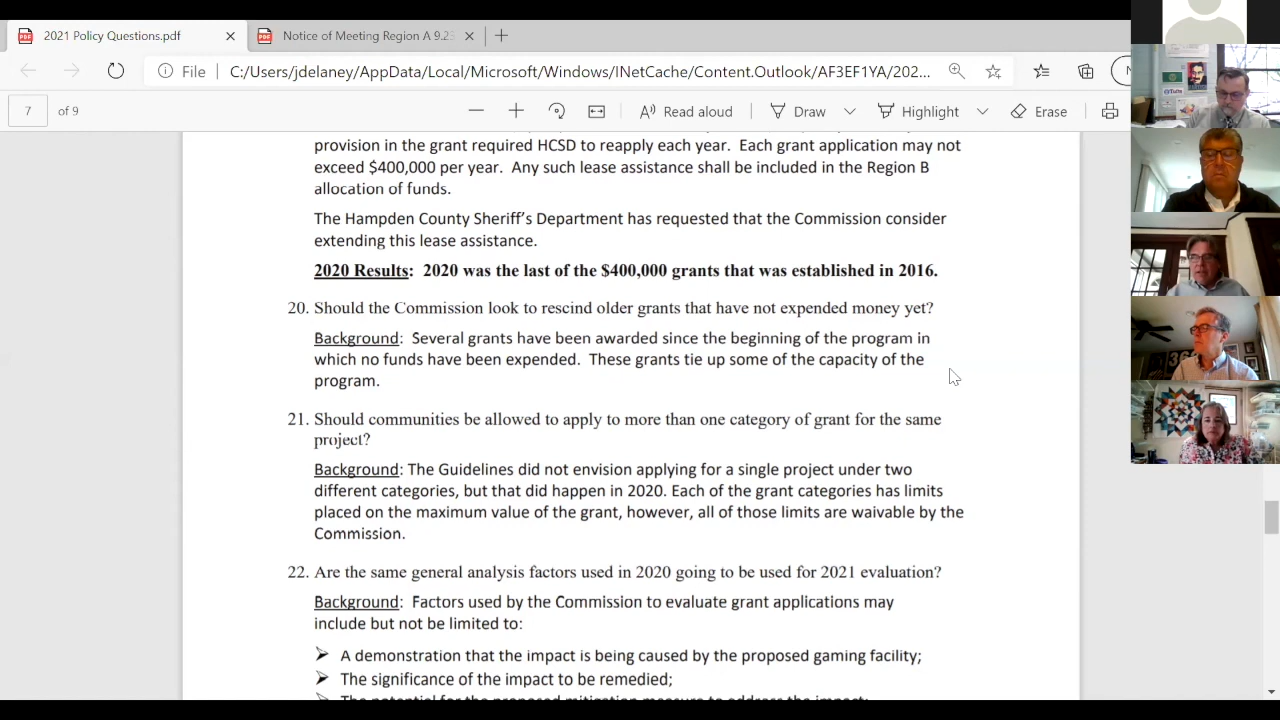 2021 Policy Questions.pdf
Notice of Meeting Region A 9.23
File
C:/Users/jdelaney/AppData/Local/Microsoft/Windows/INetCache/Content.Outlook/AF3EF1YA/202...
7 of 9
Read aloud
Draw
Highlight
Erase
provision in the grant required HCSD to reapply each year. Each grant application may not
exceed $400,000 per year. Any such lease assistance shall be included in the Region B
allocation of funds.
The Hampden County Sheriff's Department has requested that the Commission consider
extending this lease assistance.
2020 Results: 2020 was the last of the $400,000 grants that was established in 2016.
20. Should the Commission look to rescind older grants that have not expended money yet?
Background: Several grants have been awarded since the beginning of the program in
which no funds have been expended. These grants tie up some of the capacity of the
program.
21. Should communities be allowed to apply to more than one category of grant for the same
project?
Background: The Guidelines did not envision applying for a single project under two
different categories, but that did happen in 2020. Each of the grant categories has limits
placed on the maximum value of the grant, however, all of those limits are waivable by the
Commission.
22. Are the same general analysis factors used in 2020 going to be used for 2021 evaluation?
Background: Factors used by the Commission to evaluate grant applications may
include but not be limited to:
➢ A demonstration that the impact is being caused by the proposed gaming facility;
➢ The significance of the impact to be remedied;
➢ The potential for the proposed mitigation measure to address the impact;